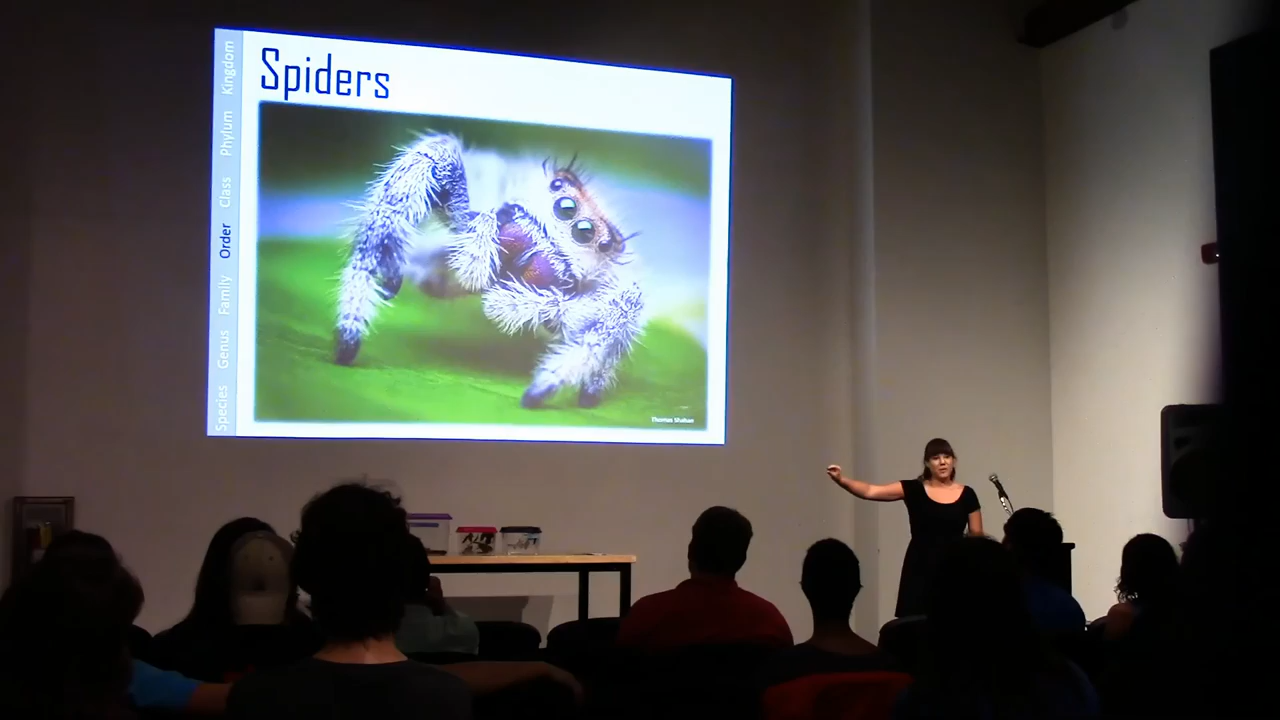 Spiders
Kingdom
Phylum
Class
Order
Family
Genus
Species
Thomas Shahan